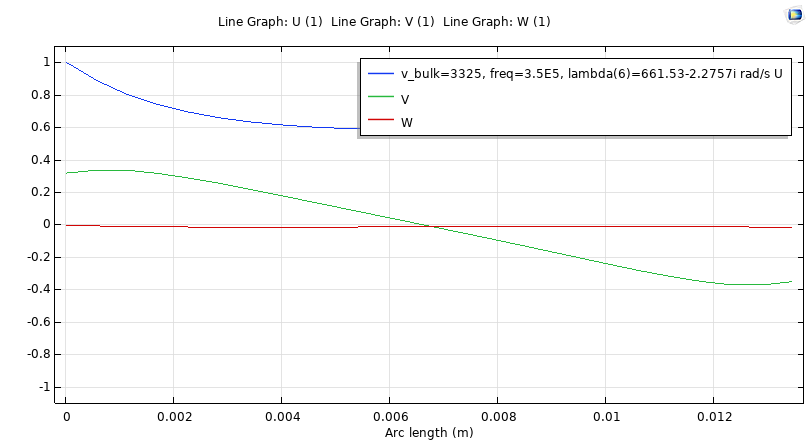 Line Graph: U (1) Line Graph: V (1) Line Graph: W (1)
1
0.8
0.6
0.4
0.2
0
-0.2
-0.4
-0.6
-0.8
-1
v_bulk=3325, freq=3.5E5, lambda(6)=661.53-2.2757i rad/s U
V
W
0 0.002 0.004 0.006 0.008 0.01 0.012
Arc length (m)